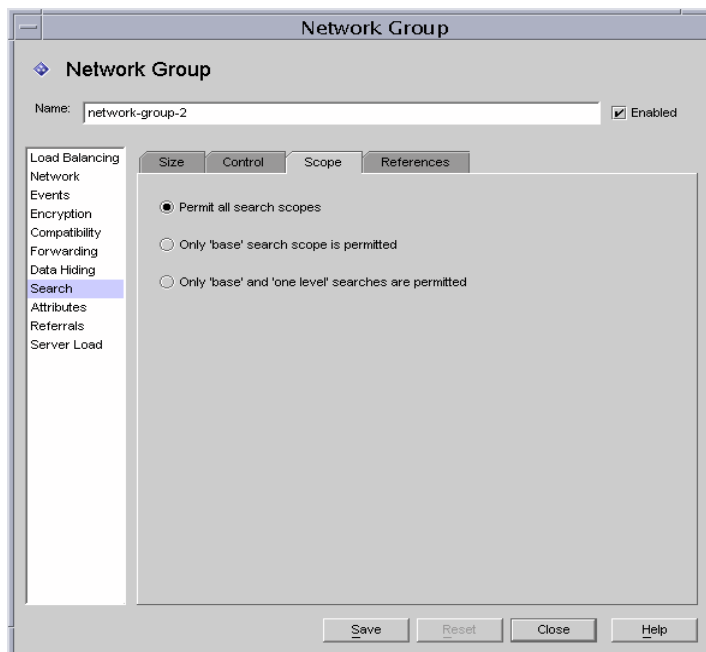 Network Group
Network Group
Name: network-group-2 Enabled
Load Balancing
Network
Events
Encryption
Compatibility
Forwarding
Data Hiding
Search
Attributes
Referrals
Server Load
Size Control Scope References
Permit all search scopes
Only 'base' search scope is permitted
Only 'base' and 'one level' searches are permitted
Save Reset Close Help